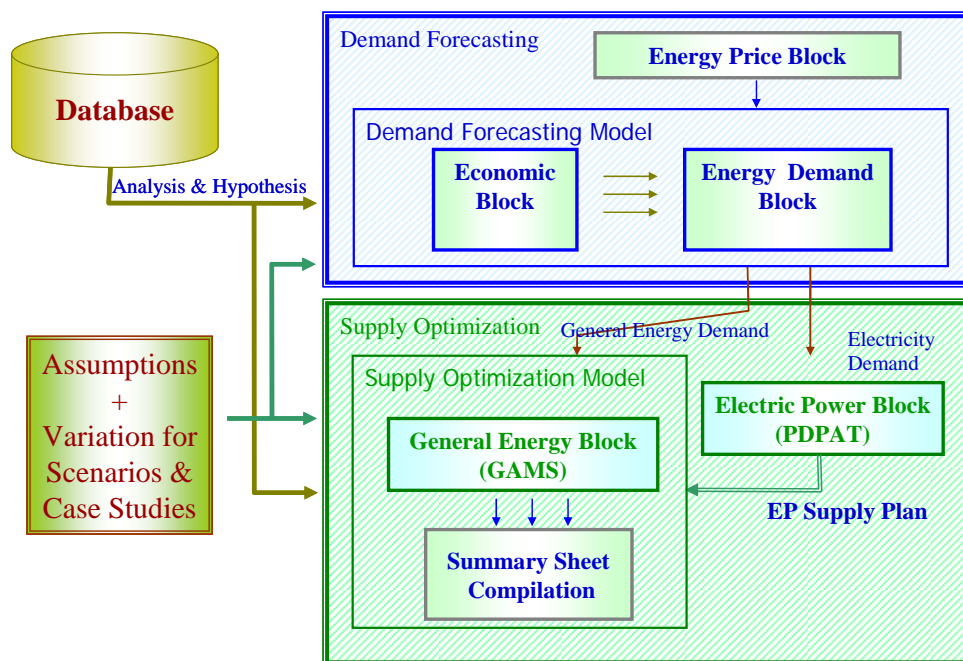 Database
Analysis & Hypothesis
Demand Forecasting
Energy Price Block
Demand Forecasting Model
Economic
Block
Energy Demand
Block
Assumptions
+
Variation for
Scenarios &
Case Studies
Supply Optimization
General Energy Demand
Electricity
Demand
Supply Optimization Model
General Energy Block
(GAMS)
Electric Power Block
(PDPAT)
EP Supply Plan
Summary Sheet
Compilation